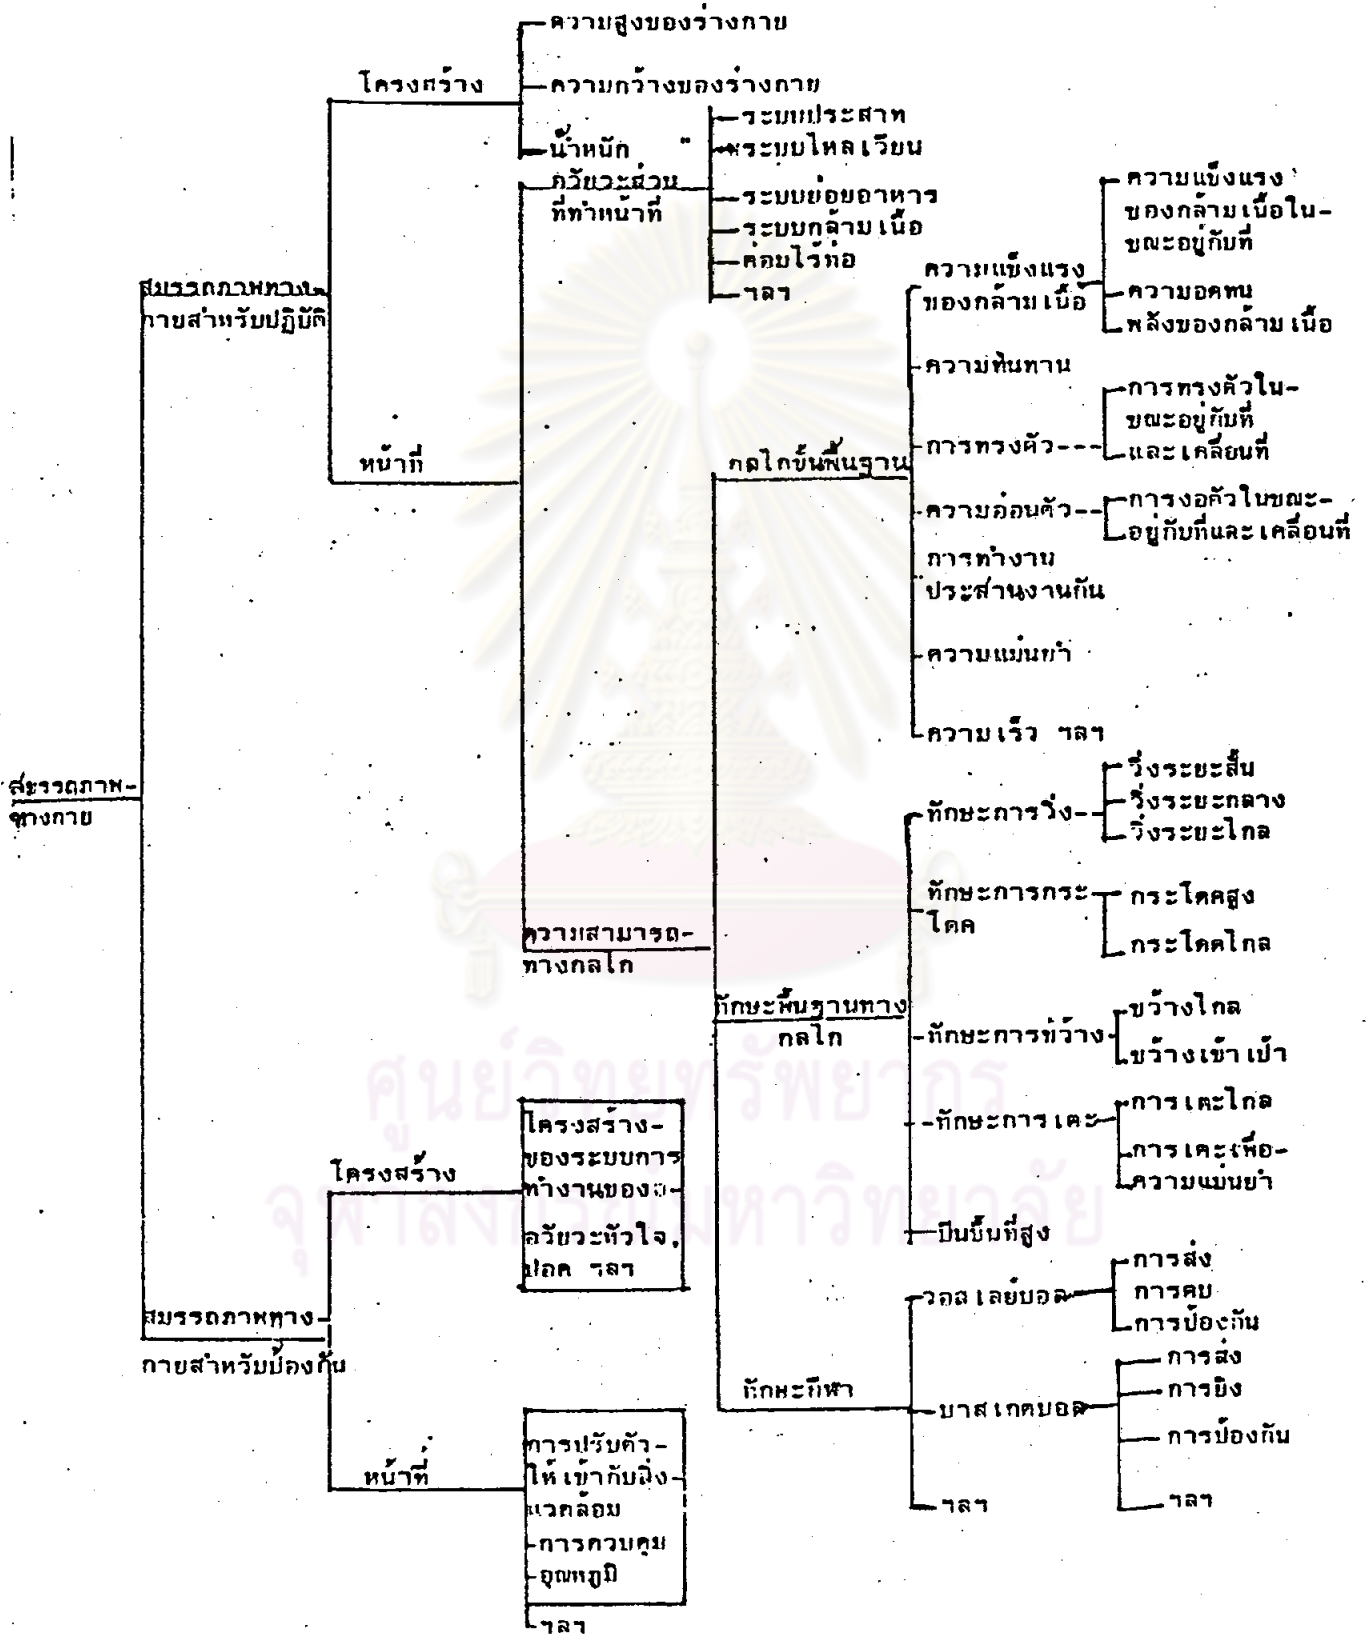 ความสูงของร่างกาย
โครงสร้าง
ความกว้างของร่างกาย
น้ำหนัก "
ระบบประสาท
ระบบไหลเวียน
อวัยวะส่วน
ที่ทำหน้าที่
ระบบย่อยอาหาร
ระบบกล้ามเนื้อ
ต่อมไร้ท่อ
ฯลฯ
สมรรถภาพทาง-
กายสำหรับปฏิบัติ
หน้าที่
ความแข็งแรง
ของกล้ามเนื้อ
ความแข็งแรง
ของกล้ามเนื้อใน-
ขณะอยู่กับที่
ความอดทน
พลังของกล้ามเนื้อ
ความทนทาน
กลไกขั้นพื้นฐาน
การทรงตัว
การทรงตัวใน-
ขณะอยู่กับที่
และเคลื่อนที่
ความอ่อนตัว
การงอตัวในขณะ-
อยู่กับที่และเคลื่อนที่
การทำงาน
ประสานงานกัน
ความแม่นยำ
ความเร็ว ฯลฯ
สมรรถภาพ-
ทางกาย
ทักษะการวิ่ง
วิ่งระยะสั้น
วิ่งระยะกลาง
วิ่งระยะไกล
ทักษะการกระ
โดด
กระโดดสูง
กระโดดไกล
ความสามารถ-
ทางกลไก
ทักษะพื้นฐานทาง
กลไก
ทักษะการขว้าง
ขว้างไกล
ขว้างเข้าเป้า
ทักษะการเตะ
การเตะไกล
การเตะเพื่อ-
ความแม่นยำ
ปีนขึ้นที่สูง
โครงสร้าง
โครงสร้าง-
ของระบบการ
ทำงานของอ-
อวัยวะหัวใจ,
ปอด ฯลฯ
สมรรถภาพทาง
กายสำหรับป้องกัน
ทักษะกีฬา
วอลเลย์บอล
การส่ง
การตบ
การป้องกัน
บาสเกตบอล
การส่ง
การยิง
การป้องกัน
ฯลฯ
ฯลฯ
หน้าที่
การปรับตัว-
ให้เข้ากับสิ่ง-
แวดล้อม
การควบคุม
อุณหภูมิ
ฯลฯ
ศูนย์วิทยทรัพยากร
จุฬาลงกรณ์มหาวิทยาลัย